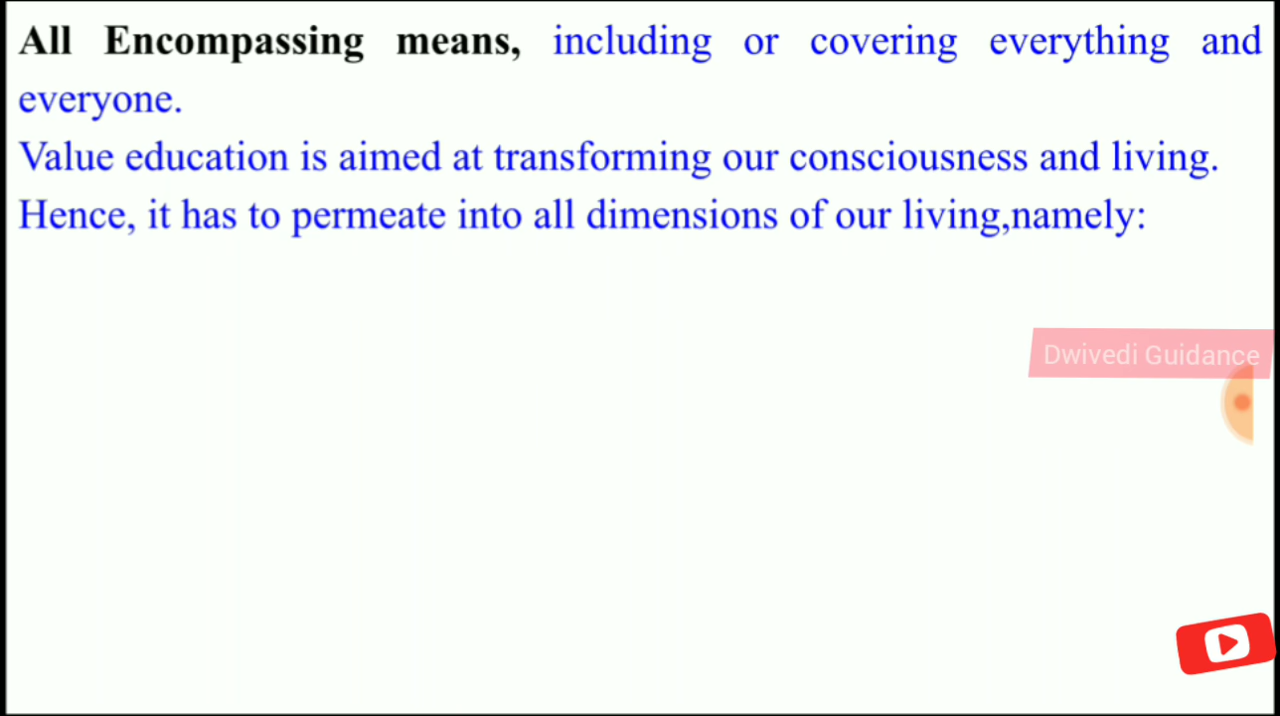 All Encompassing means, including or covering everything and
everyone.
Value education is aimed at transforming our consciousness and living.
Hence, it has to permeate into all dimensions of our living,namely:
Dwivedi Guidance